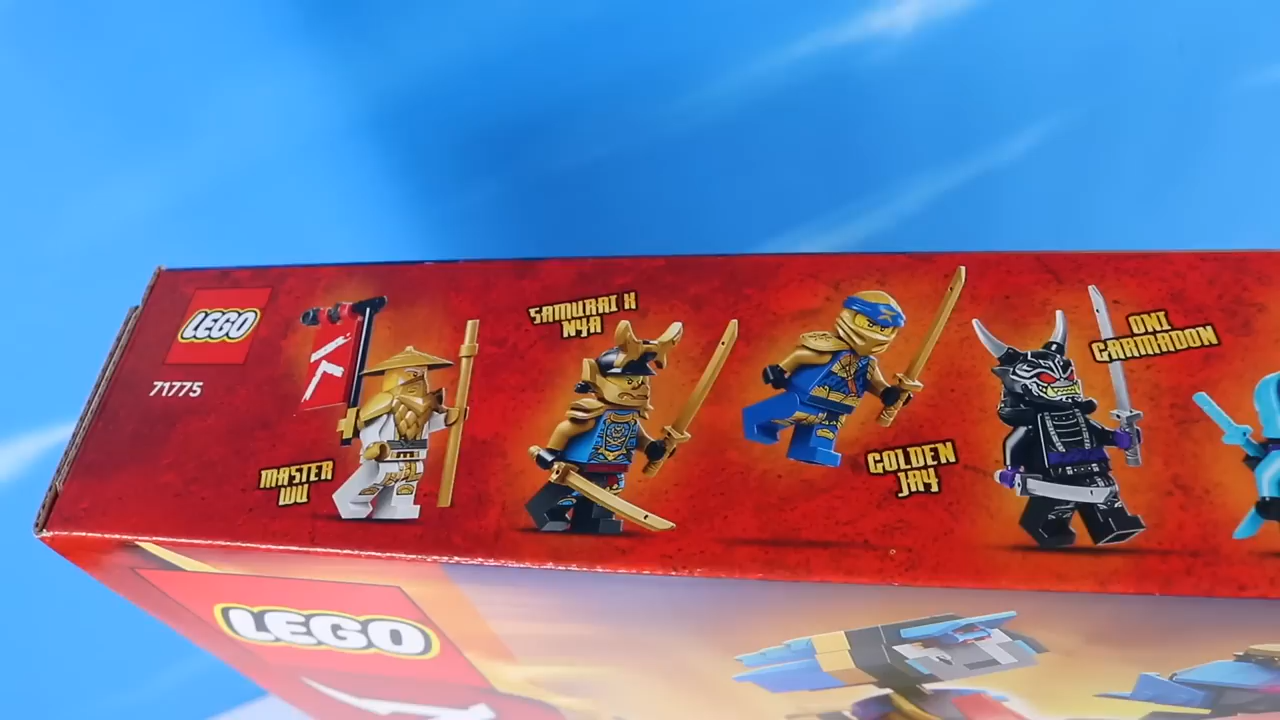 LEGO
71775
MASTER
WU
SAMURAI X
NYA
GOLDEN
JAY
ONI
GARMADON
LEGO